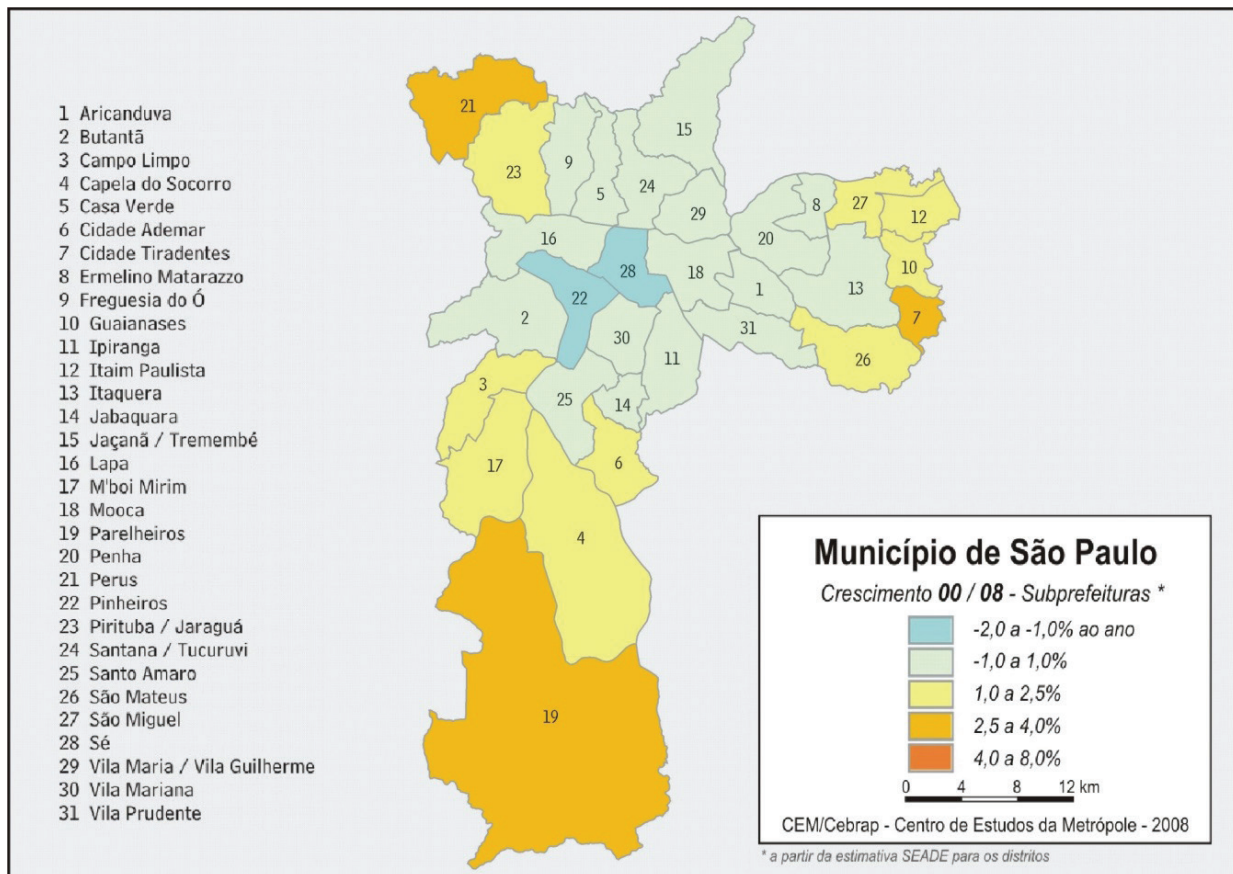 1 Aricanduva
2 Butantã
3 Campo Limpo
4 Capela do Socorro
5 Casa Verde
6 Cidade Ademar
7 Cidade Tiradentes
8 Ermelino Matarazzo
9 Freguesia do Ó
10 Guaianases
11 Ipiranga
12 Itaim Paulista
13 Itaquera
14 Jabaquara
15 Jaçanã / Tremembé
16 Lapa
17 M'boi Mirim
18 Mooca
19 Parelheiros
20 Penha
21 Perus
22 Pinheiros
23 Pirituba / Jaraguá
24 Santana / Tucuruvi
25 Santo Amaro
26 São Mateus
27 São Miguel
28 Sé
29 Vila Maria / Vila Guilherme
30 Vila Mariana
31 Vila Prudente
21
15
23
9
5
24
29
8
27
12
16
28
20
18
10
22
1
13
2
30
31
7
11
26
3
25
14
17
6
4
19
Município de São Paulo
Crescimento 00 / 08 - Subprefeituras *
-2,0 a -1,0% ao ano
-1,0 a 1,0%
1,0 a 2,5%
2,5 a 4,0%
4,0 a 8,0%
0 4 8 12 km
CEM/Cebrap - Centro de Estudos da Metrópole - 2008
* a partir da estimativa SEADE para os distritos